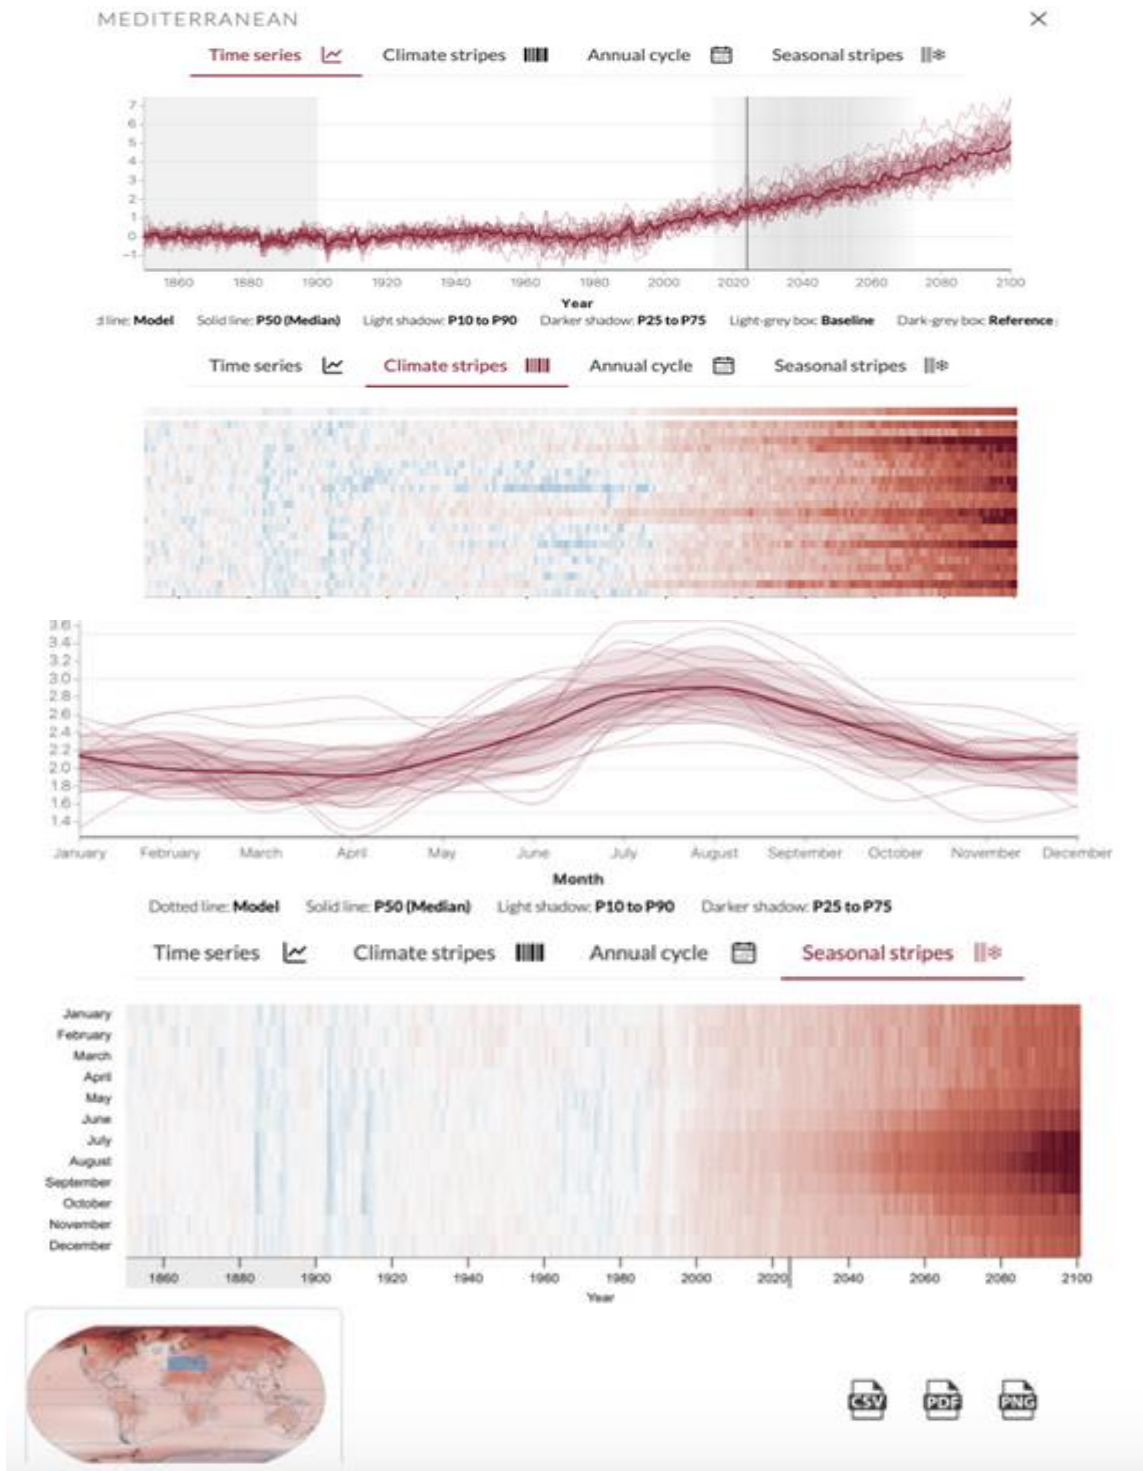 MEDITERRANEAN
Time series Climate stripes Annual cycle Seasonal stripes
7
6
5
4
3
2
1
0
-1
1860 1880 1900 1920 1940 1960 1980 2000 2020 2040 2060 2080 2100
Year
d line: Model Solid line: P50 (Median) Light shadow: P10 to P90 Darker shadow: P25 to P75 Light-grey box: Baseline Dark-grey box: Reference
Time series Climate stripes Annual cycle Seasonal stripes
3.6
3.4
3.2
3.0
2.8
2.6
2.4
2.2
2.0
1.8
1.6
1.4
January February March April May June July August September October November December
Month
Dotted line: Model Solid line: P50 (Median) Light shadow: P10 to P90 Darker shadow: P25 to P75
Time series Climate stripes Annual cycle Seasonal stripes
January
February
March
April
May
June
July
August
September
October
November
December
1860 1880 1900 1920 1940 1960 1980 2000 2020 2040 2060 2080 2100
Year
CSV PDF PNG